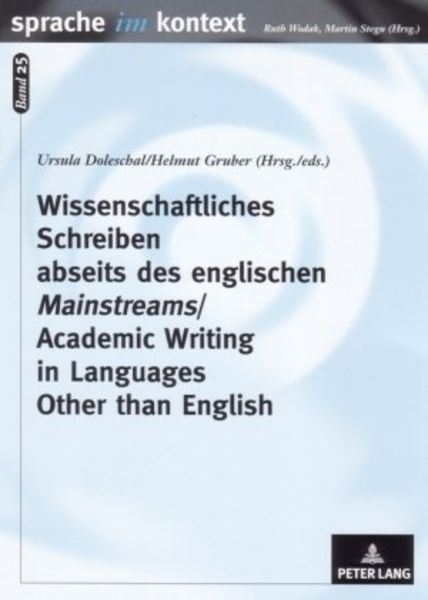 sprache im kontext
Ruth Wodak, Martin Stegu (Hrsg.)
Band 25
Ursula Doleschal/Helmut Gruber (Hrsg./eds.)
Wissenschaftliches
Schreiben
abseits des englischen
Mainstreams/
Academic Writing
in Languages
Other than English
PETER LANG